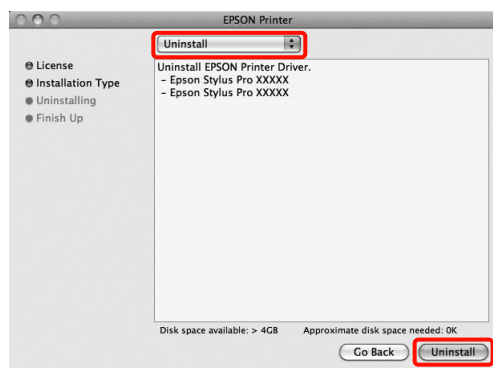 EPSON Printer
Uninstall
License
Installation Type
Uninstalling
Finish Up
Uninstall EPSON Printer Driver.
– Epson Stylus Pro XXXXX
– Epson Stylus Pro XXXXX
Disk space available: > 4GB Approximate disk space needed: 0K
Go Back Uninstall